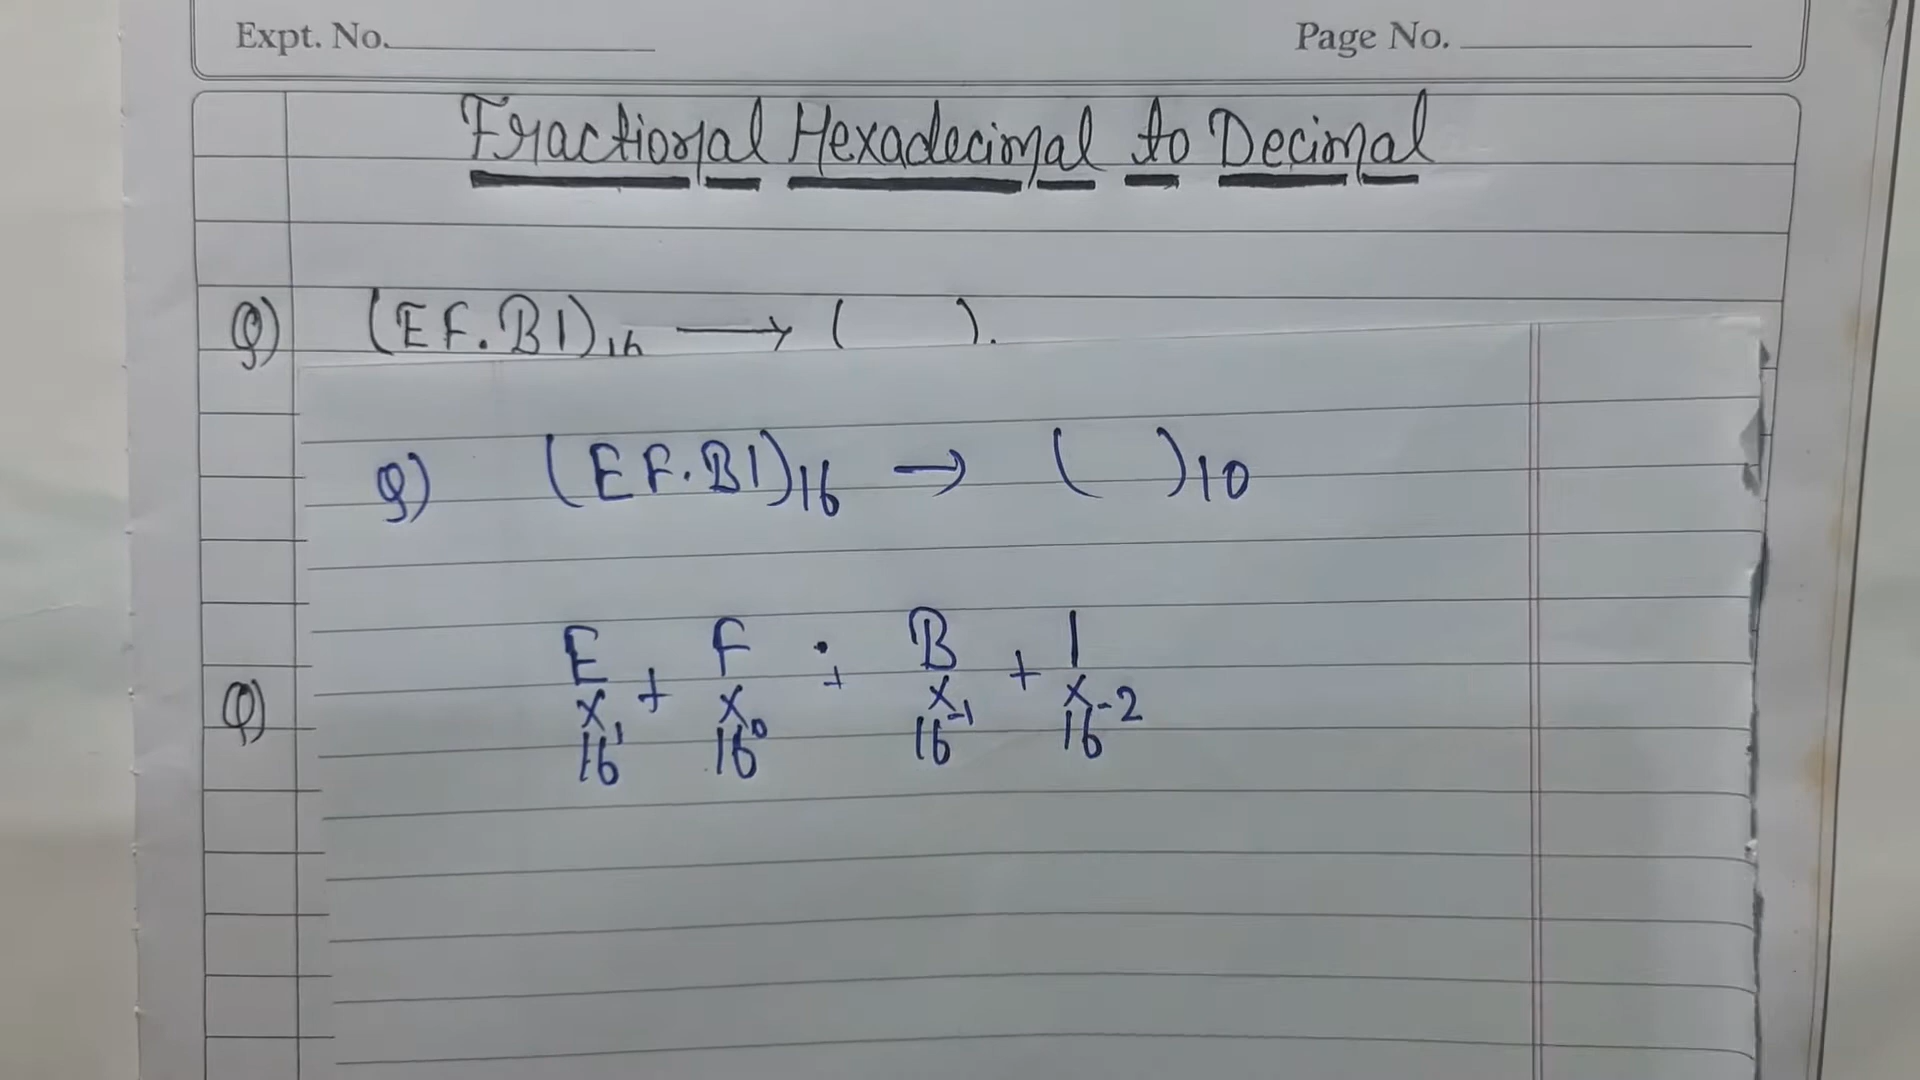 Expt. No. Page No.
Fractional Hexadecimal to Decimal
Q) (EF.B1)16 → ( ).
Q) (EF.B1)16 → ( )10
E + F . + B + 1
x x x x
16¹ 16⁰ 16⁻¹ 16⁻²
Q)